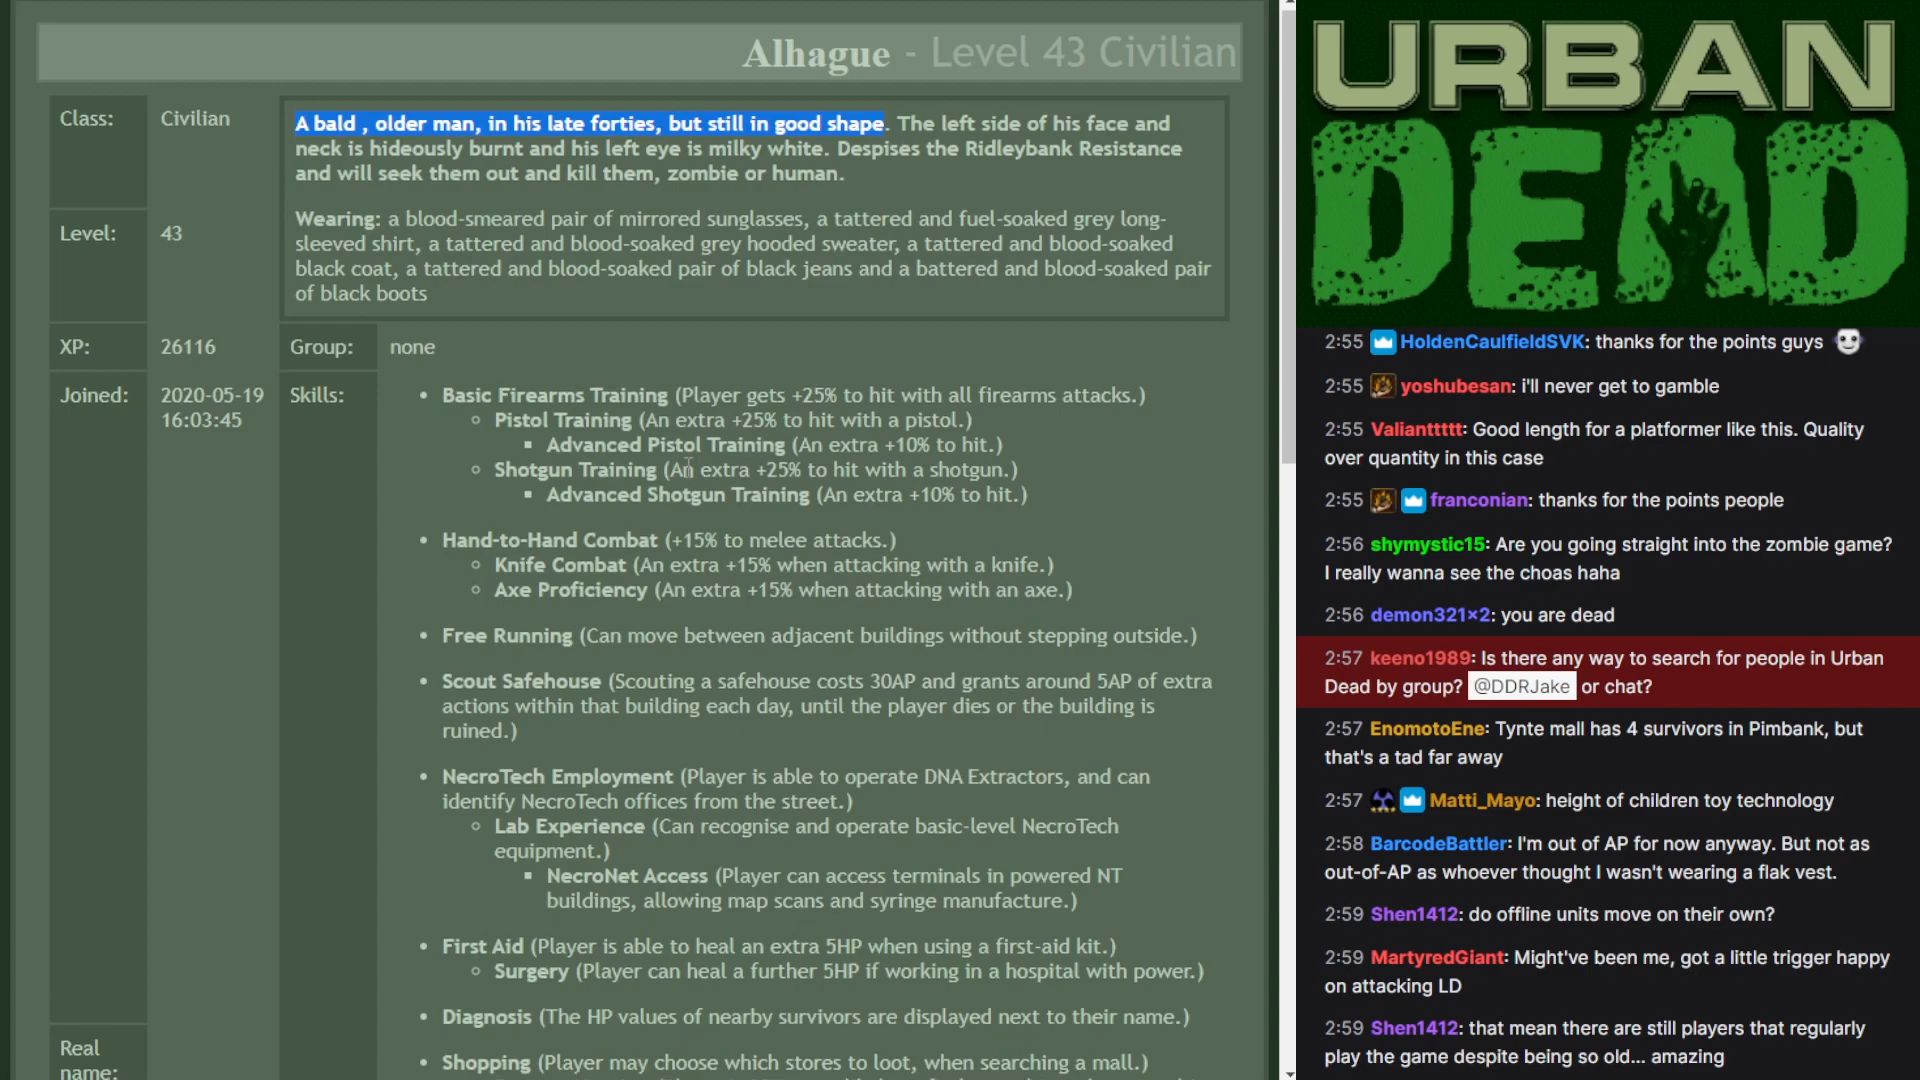 Alhague - Level 43 Civilian
Class:
Civilian
A bald , older man, in his late forties, but still in good shape. The left side of his face and
neck is hideously burnt and his left eye is milky white. Despises the Ridleybank Resistance
and will seek them out and kill them, zombie or human.
Wearing: a blood-smeared pair of mirrored sunglasses, a tattered and fuel-soaked grey long-
sleeved shirt, a tattered and blood-soaked grey hooded sweater, a tattered and blood-soaked
black coat, a tattered and blood-soaked pair of black jeans and a battered and blood-soaked pair
of black boots
Level:
43
XP:
26116
Group:
none
Joined:
2020-05-19
16:03:45
Skills:
• Basic Firearms Training (Player gets +25% to hit with all firearms attacks.)
◦ Pistol Training (An extra +25% to hit with a pistol.)
▪ Advanced Pistol Training (An extra +10% to hit.)
◦ Shotgun Training (An extra +25% to hit with a shotgun.)
▪ Advanced Shotgun Training (An extra +10% to hit.)
• Hand-to-Hand Combat (+15% to melee attacks.)
◦ Knife Combat (An extra +15% when attacking with a knife.)
◦ Axe Proficiency (An extra +15% when attacking with an axe.)
• Free Running (Can move between adjacent buildings without stepping outside.)
• Scout Safehouse (Scouting a safehouse costs 30AP and grants around 5AP of extra
actions within that building each day, until the player dies or the building is
ruined.)
• NecroTech Employment (Player is able to operate DNA Extractors, and can
identify NecroTech offices from the street.)
◦ Lab Experience (Can recognise and operate basic-level NecroTech
equipment.)
▪ NecroNet Access (Player can access terminals in powered NT
buildings, allowing map scans and syringe manufacture.)
• First Aid (Player is able to heal an extra 5HP when using a first-aid kit.)
◦ Surgery (Player can heal a further 5HP if working in a hospital with power.)
• Diagnosis (The HP values of nearby survivors are displayed next to their name.)
• Shopping (Player may choose which stores to loot, when searching a mall.)
Real
name:
URBAN
DEAD
2:55 HoldenCaulfieldSVK: thanks for the points guys
2:55 yoshubesan: i'll never get to gamble
2:55 Valianttttt: Good length for a platformer like this. Quality
over quantity in this case
2:55 franconian: thanks for the points people
2:56 shymystic15: Are you going straight into the zombie game?
I really wanna see the choas haha
2:56 demon321×2: you are dead
2:57 keeno1989: Is there any way to search for people in Urban
Dead by group? @DDRJake or chat?
2:57 EnomotoEne: Tynte mall has 4 survivors in Pimbank, but
that's a tad far away
2:57 Matti_Mayo: height of children toy technology
2:58 BarcodeBattler: I'm out of AP for now anyway. But not as
out-of-AP as whoever thought I wasn't wearing a flak vest.
2:59 Shen1412: do offline units move on their own?
2:59 MartyredGiant: Might've been me, got a little trigger happy
on attacking LD
2:59 Shen1412: that mean there are still players that regularly
play the game despite being so old... amazing